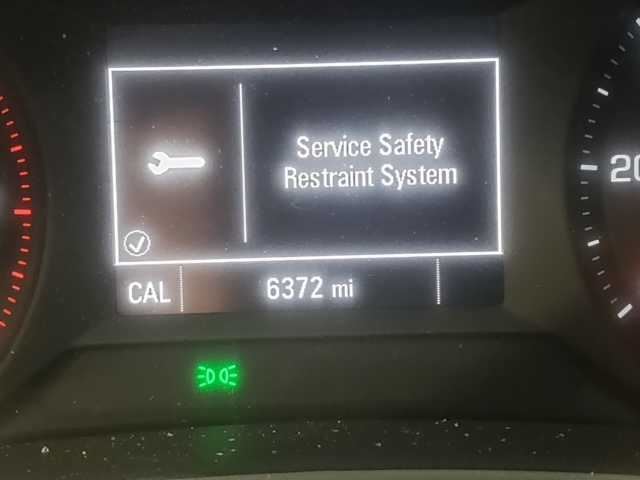 Service Safety
Restraint System
20
CAL 6372 mi